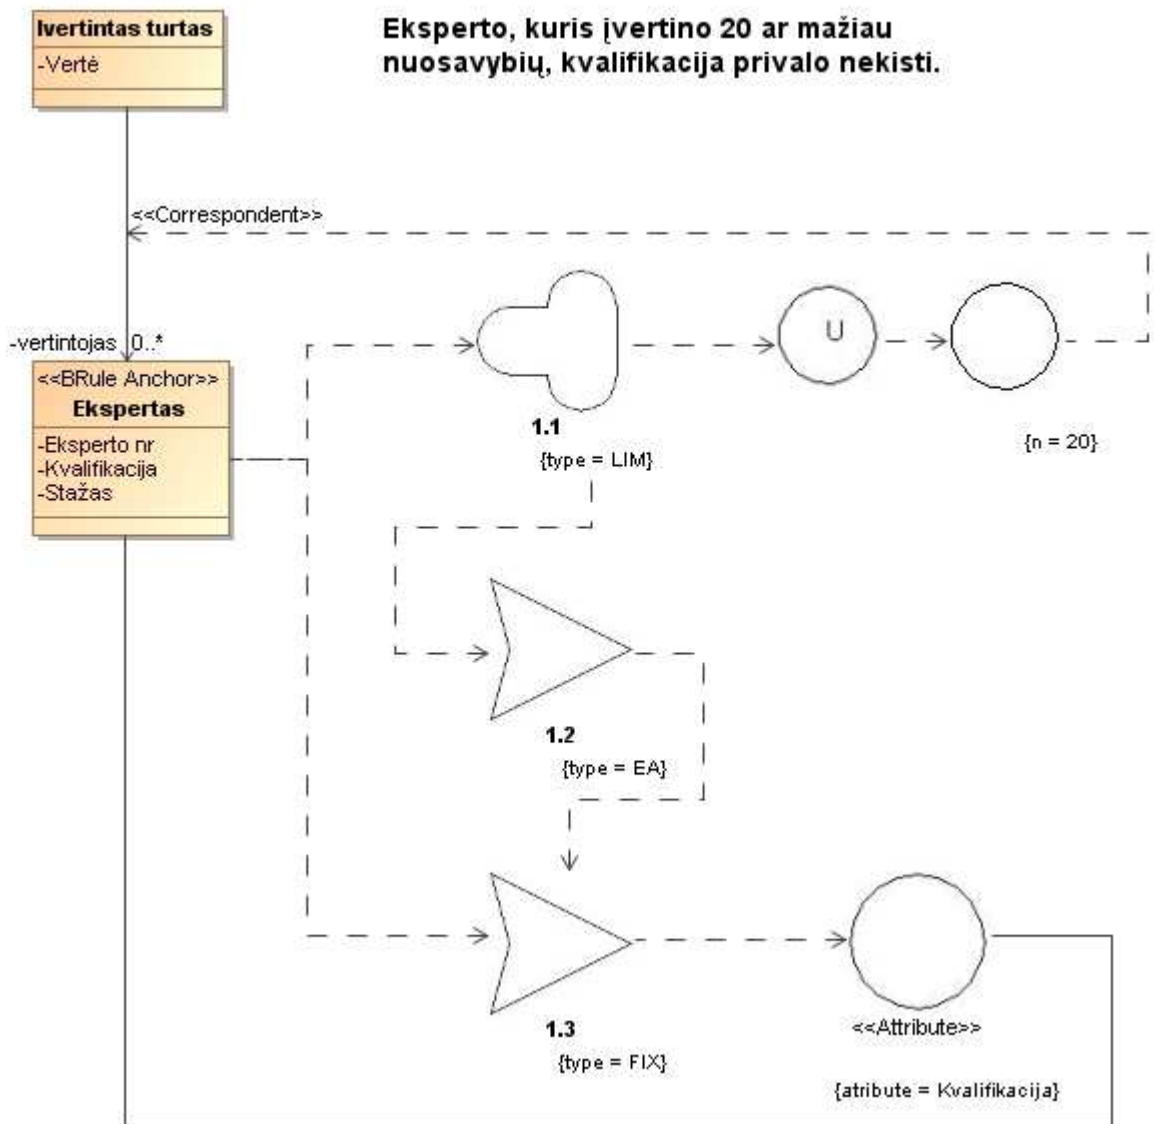 Ivertintas turtas
-Vertė
Eksperto, kuris įvertino 20 ar mažiau
nuosavybių, kvalifikacija privalo nekisti.
<<Correspondent>>
-vertintojas 0..*
<<BRule Anchor>>
Ekspertas
-Eksperto nr
-Kvalifikacija
-Stažas
U
1.1
{type = LIM}
{n = 20}
1.2
{type = EA}
1.3
{type = FIX}
<<Attribute>>
{atribute = Kvalifikacija}